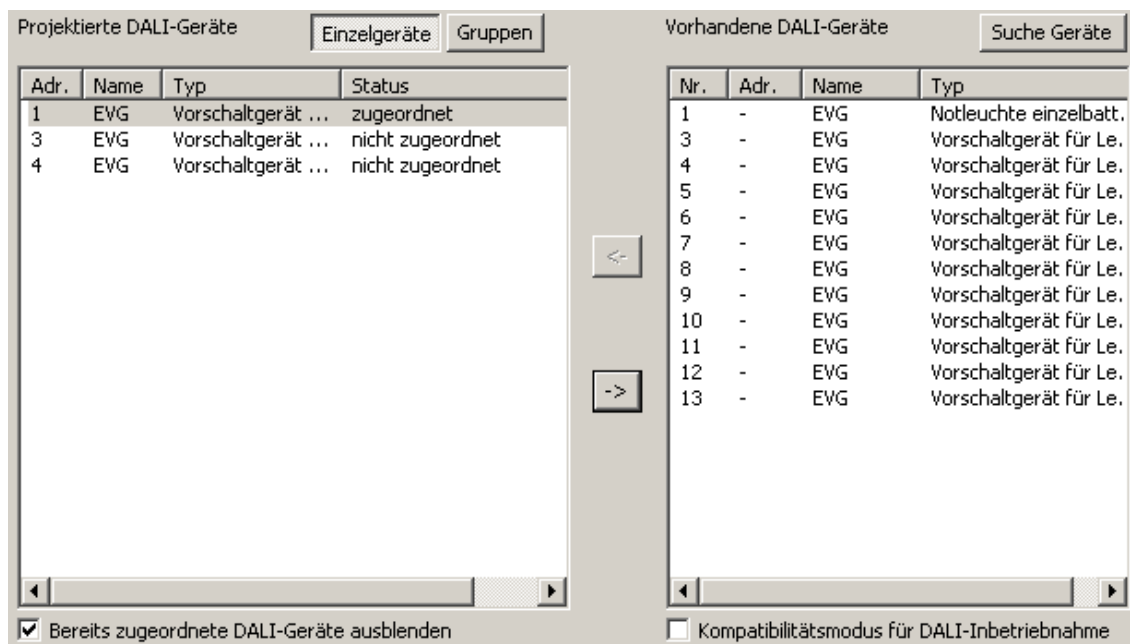 Projektierte DALI-Geräte Einzelgeräte Gruppen
Adr. Name Typ Status
1 EVG Vorschaltgerät ... zugeordnet
3 EVG Vorschaltgerät ... nicht zugeordnet
4 EVG Vorschaltgerät ... nicht zugeordnet
Bereits zugeordnete DALI-Geräte ausblenden
<-
->
Vorhandene DALI-Geräte Suche Geräte
Nr. Adr. Name Typ
1 - EVG Notleuchte einzelbatt.
3 - EVG Vorschaltgerät für Le.
4 - EVG Vorschaltgerät für Le.
5 - EVG Vorschaltgerät für Le.
6 - EVG Vorschaltgerät für Le.
7 - EVG Vorschaltgerät für Le.
8 - EVG Vorschaltgerät für Le.
9 - EVG Vorschaltgerät für Le.
10 - EVG Vorschaltgerät für Le.
11 - EVG Vorschaltgerät für Le.
12 - EVG Vorschaltgerät für Le.
13 - EVG Vorschaltgerät für Le.
Kompatibilitätsmodus für DALI-Inbetriebnahme